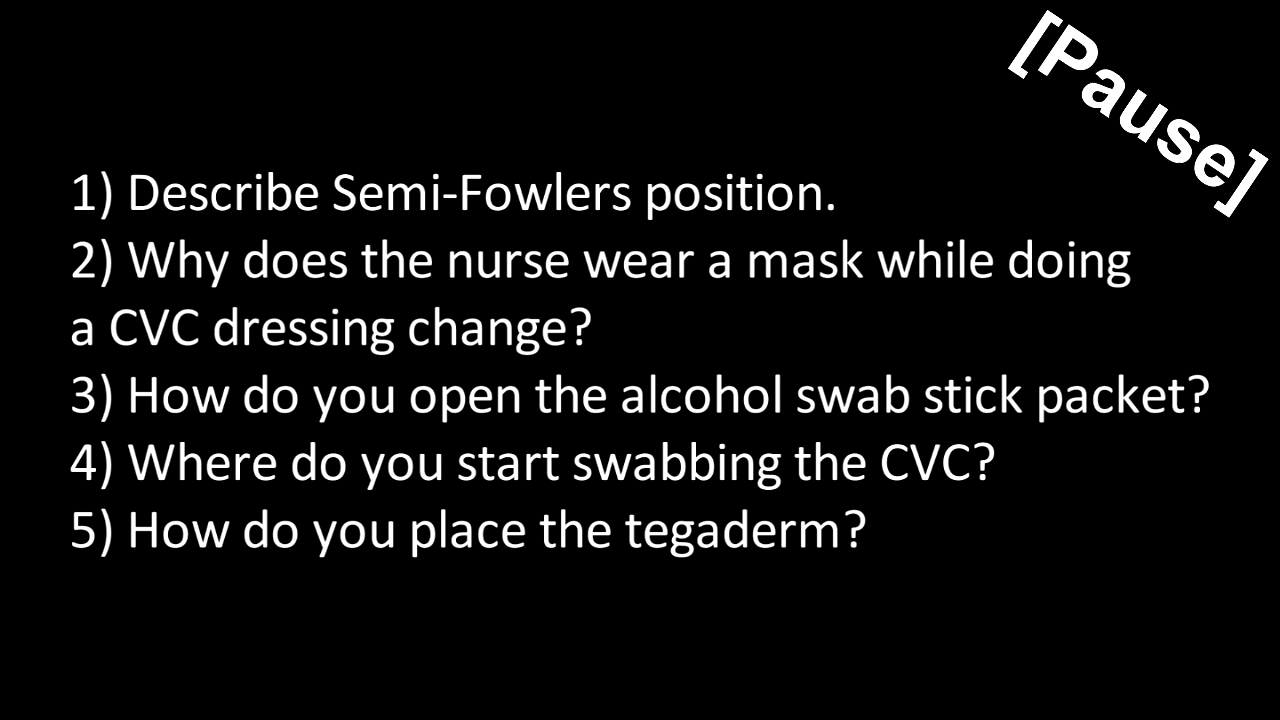 [Pause]
1) Describe Semi-Fowlers position.
2) Why does the nurse wear a mask while doing
a CVC dressing change?
3) How do you open the alcohol swab stick packet?
4) Where do you start swabbing the CVC?
5) How do you place the tegaderm?